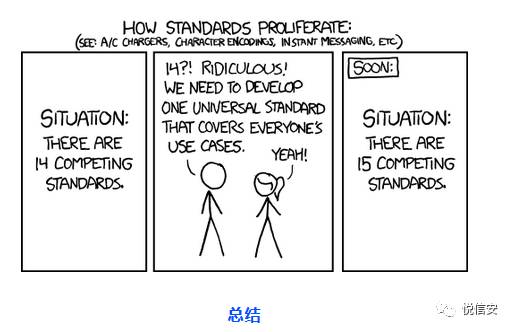 HOW STANDARDS PROLIFERATE:
(SEE: A/C CHARGERS, CHARACTER ENCODINGS, INSTANT MESSAGING, ETC.)
SITUATION:
THERE ARE
14 COMPETING
STANDARDS.
14?! RIDICULOUS!
WE NEED TO DEVELOP
ONE UNIVERSAL STANDARD
THAT COVERS EVERYONE'S
USE CASES.
YEAH!
SOON:
SITUATION:
THERE ARE
15 COMPETING
STANDARDS.
总结
悦信安